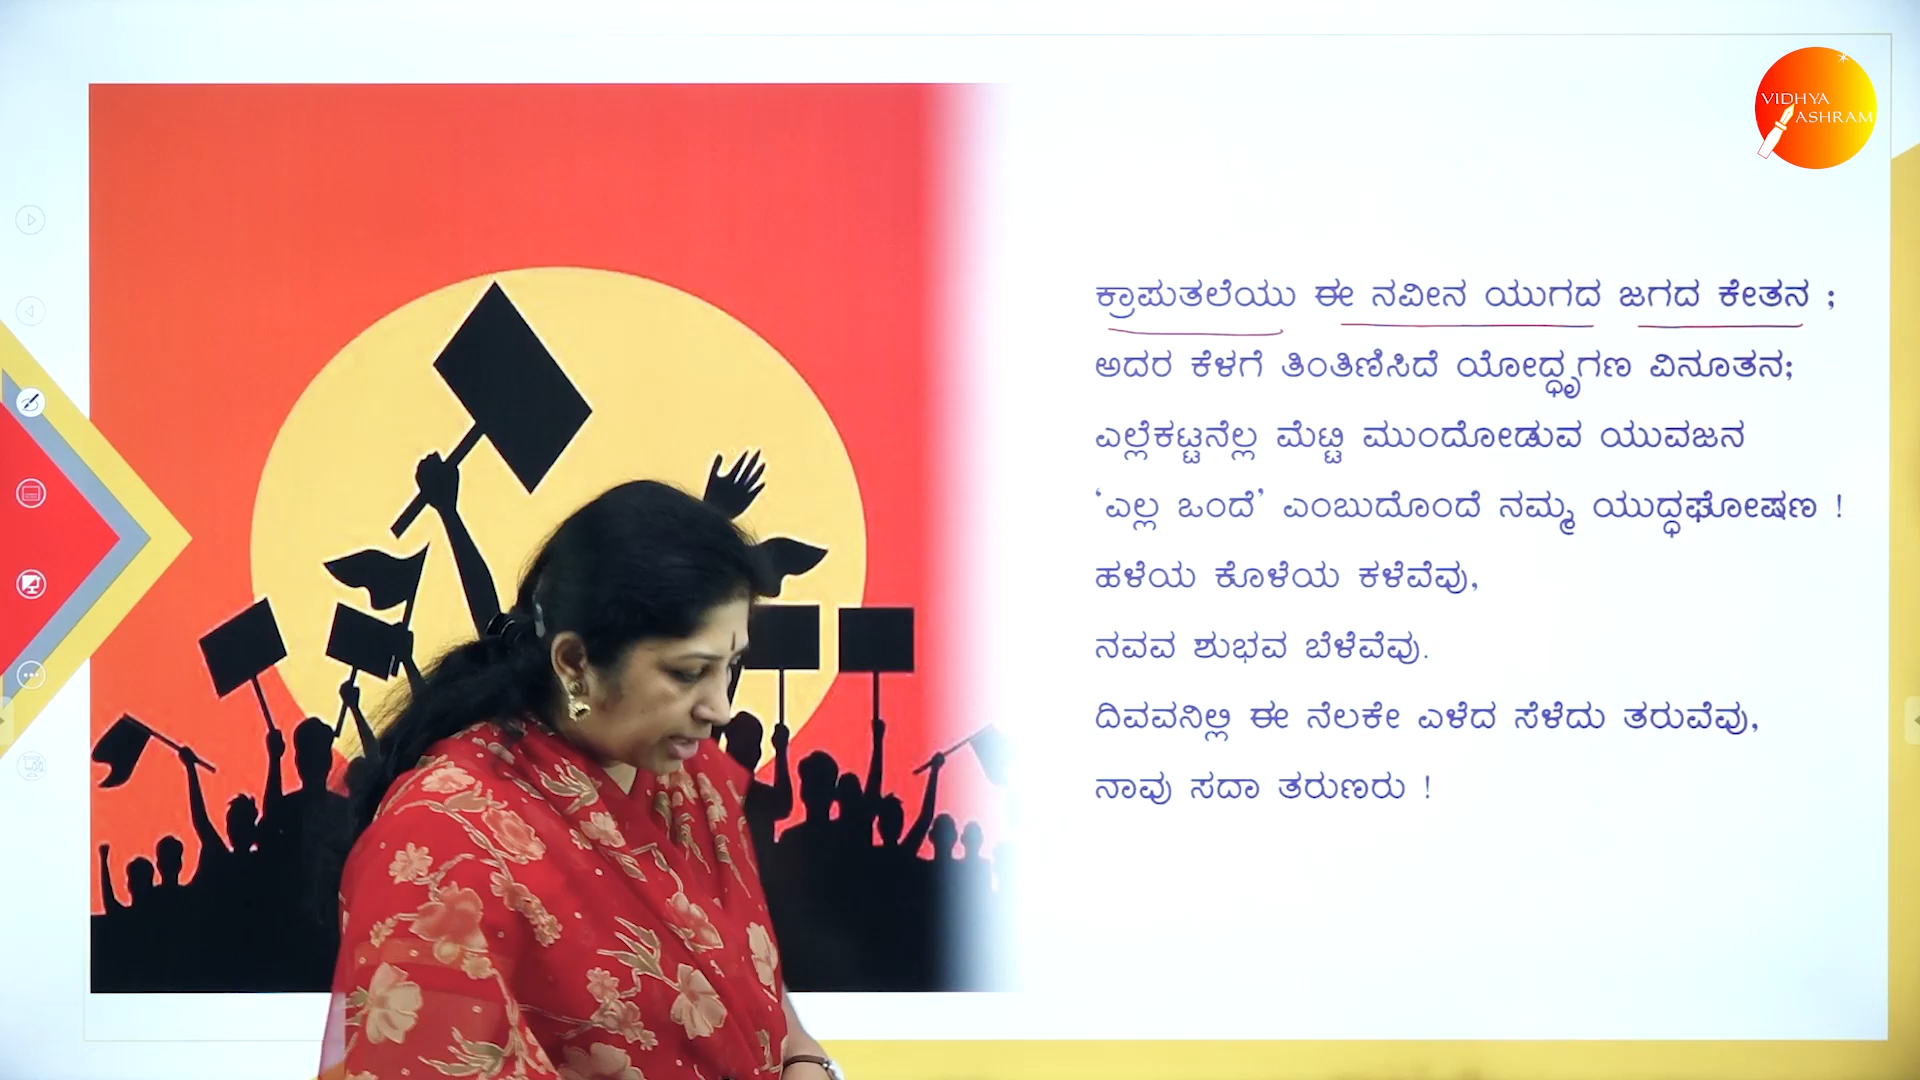 VIDHYA
ASHRAM
ಕ್ರಾಪುತಲೆಯು ಈ ನವೀನ ಯುಗದ ಜಗದ ಕೇತನ ;
ಅದರ ಕೆಳಗೆ ತಿಂತಿಣಿಸಿದೆ ಯೋದ್ಧೃಗಣ ವಿನೂತನ;
ಎಲ್ಲೆಕಟ್ಟನೆಲ್ಲ ಮೆಟ್ಟಿ ಮುಂದೋಡುವ ಯುವಜನ
‘ಎಲ್ಲ ಒಂದೆ’ ಎಂಬುದೊಂದೆ ನಮ್ಮ ಯುದ್ಧಘೋಷಣ !
ಹಳೆಯ ಕೊಳೆಯ ಕಳೆವೆವು,
ನವವ ಶುಭವ ಬೆಳೆವೆವು.
ದಿವವನಿಲ್ಲಿ ಈ ನೆಲಕೇ ಎಳೆದ ಸೆಳೆದು ತರುವೆವು,
ನಾವು ಸದಾ ತರುಣರು !